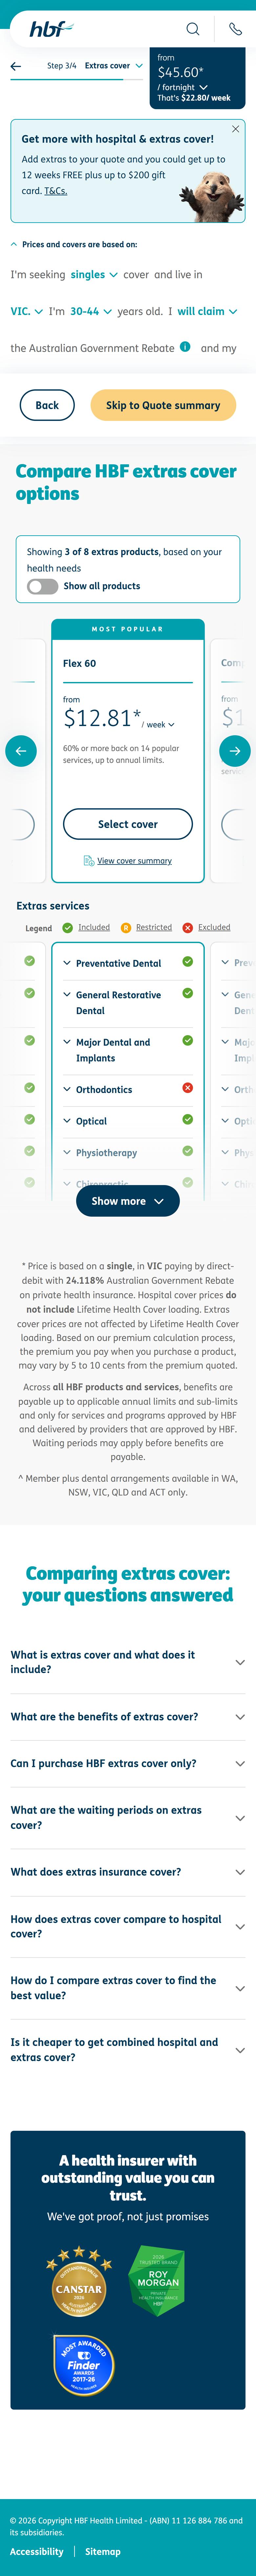 hbf
from
$45.60*
/ fortnight
That's $22.80/ week
Step 3/4 Extras cover
Get more with hospital & extras cover!
Add extras to your quote and you could get up to
12 weeks FREE plus up to $200 gift
card. T&Cs.
Prices and covers are based on:
I'm seeking singles cover and live in
VIC. I'm 30-44 years old. I will claim
the Australian Government Rebate i and my
Back
Skip to Quote summary
Compare HBF extras cover
options
Showing 3 of 8 extras products, based on your
health needs
Show all products
MOST POPULAR
Flex 60
from
$12.81*
/ week
60% or more back on 14 popular
services, up to annual limits.
Select cover
View cover summary
from
$1
Extras services
Legend Included R Restricted Excluded
Preventative Dental
General Restorative
Dental
Major Dental and
Implants
Orthodontics
Optical
Physiotherapy
Chiropractic
Show more
* Price is based on a single, in VIC paying by direct-
debit with 24.118% Australian Government Rebate
on private health insurance. Hospital cover prices do
not include Lifetime Health Cover loading. Extras
cover prices are not affected by Lifetime Health Cover
loading. Based on our premium calculation process,
the premium you pay when you purchase a product,
may vary by 5 to 10 cents from the premium quoted.
Across all HBF products and services, benefits are
payable up to applicable annual limits and sub-limits
and only for services and programs approved by HBF
and delivered by providers that are approved by HBF.
Waiting periods may apply before benefits are
payable.
^ Member plus dental arrangements available in WA,
NSW, VIC, QLD and ACT only.
Comparing extras cover:
your questions answered
What is extras cover and what does it
include?
What are the benefits of extras cover?
Can I purchase HBF extras cover only?
What are the waiting periods on extras
cover?
What does extras insurance cover?
How does extras cover compare to hospital
cover?
How do I compare extras cover to find the
best value?
Is it cheaper to get combined hospital and
extras cover?
A health insurer with
outstanding value you can
trust.
We've got proof, not just promises
OUTSTANDING VALUE
CANSTAR
2026
2025
TRUSTED BRAND
ROY
MORGAN
PRIVATE
HEALTH INSURANCE
HBF
MOST AWARDED
Finder
AWARDS
2017-26
© 2026 Copyright HBF Health Limited - (ABN) 11 126 884 786 and
its subsidiaries.
Accessibility | Sitemap